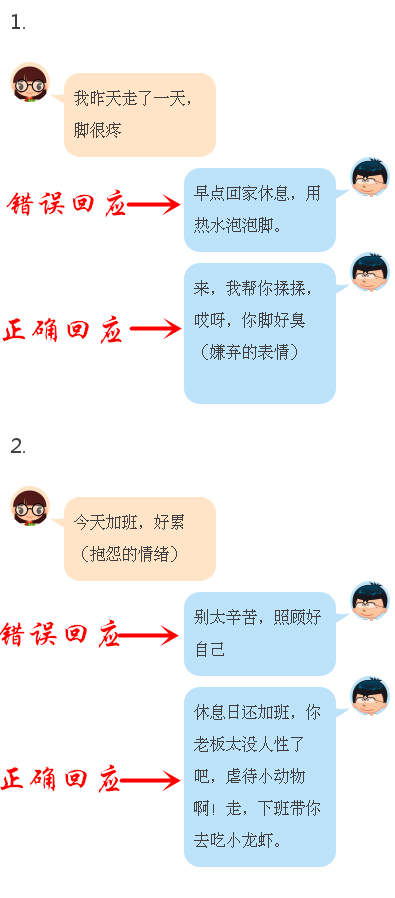 1.
我昨天走了一天，
脚很疼
早点回家休息，用
热水泡泡脚。
错误回应
来，我帮你揉揉，
哎呀，你脚好臭
（嫌弃的表情）
正确回应
2.
今天加班，好累
（抱怨的情绪）
别太辛苦，照顾好
自己
错误回应
休息日还加班，你
老板太没人性了
吧，虐待小动物
啊！走，下班带你
去吃小龙虾。
正确回应